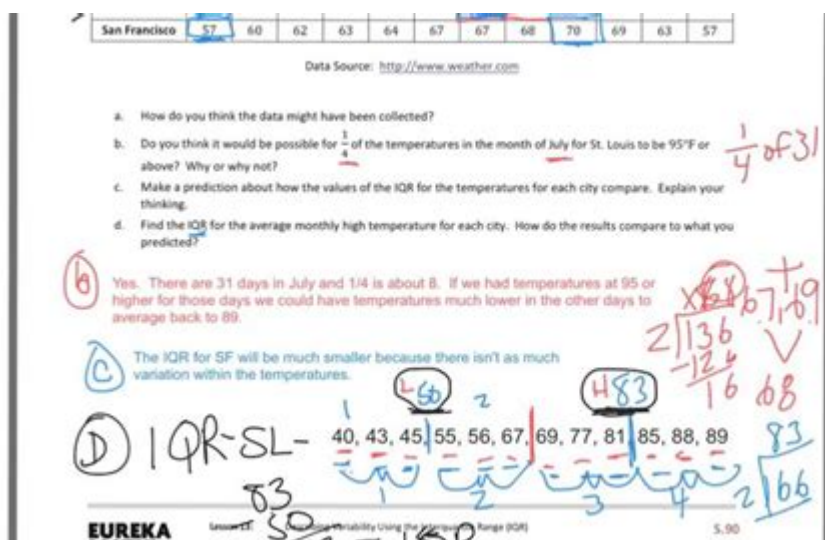 San Francisco 57 60 62 63 64 67 67 68 70 69 63 57
Data Source: http://www.weather.com
a. How do you think the data might have been collected?
b. Do you think it would be possible for 1/4 of the temperatures in the month of July for St. Louis to be 95°F or
above? Why or why not?
1/4 of 31
c. Make a prediction about how the values of the IQR for the temperatures for each city compare. Explain your
thinking.
d. Find the IQR for the average monthly high temperature for each city. How do the results compare to what you
predicted?
b
Yes. There are 31 days in July and 1/4 is about 8. If we had temperatures at 95 or
higher for those days we could have temperatures much lower in the other days to
average back to 89.
67, 69
2 136
-12
16
68
C
The IQR for SF will be much smaller because there isn't as much
variation within the temperatures.
1 L 50 2 H 83
D IQR-SL- 40, 43, 45, 55, 56, 67, 69, 77, 81, 85, 88, 89
1 2 3 4
83
2 166
83
50
EUREKA
Variability Using the Interquartile Range (IQR)
S.90